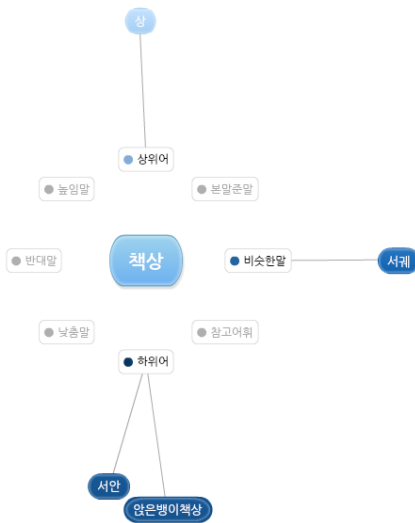 상
상위어
높임말
본말준말
반대말
책상
비슷한말
서궤
낮춤말
참고어휘
하위어
서안
앉은뱅이책상